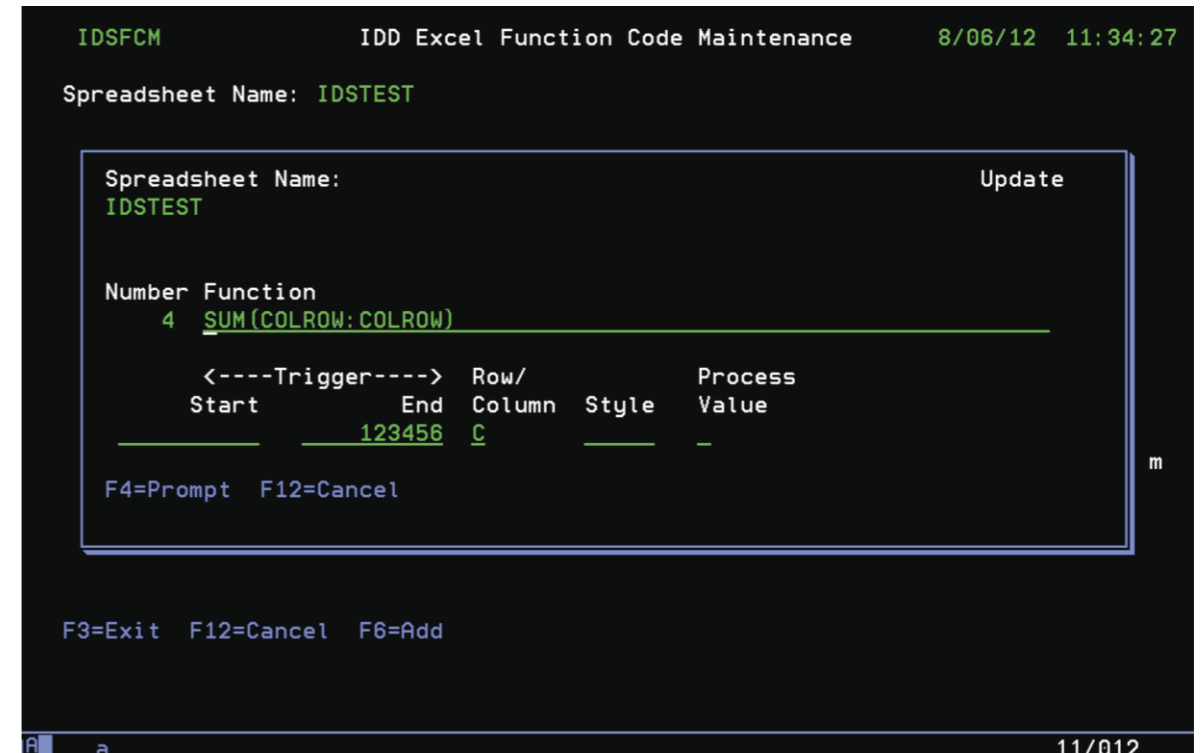 IDSFCM IDD Excel Function Code Maintenance 8/06/12 11:34:27
Spreadsheet Name: IDSTEST
Spreadsheet Name: Update
IDSTEST
Number Function
4 SUM(COLROW:COLROW)
<----Trigger----> Row/ Process
Start End Column Style Value
123456 C
m
F4=Prompt F12=Cancel
F3=Exit F12=Cancel F6=Add
a 11/012